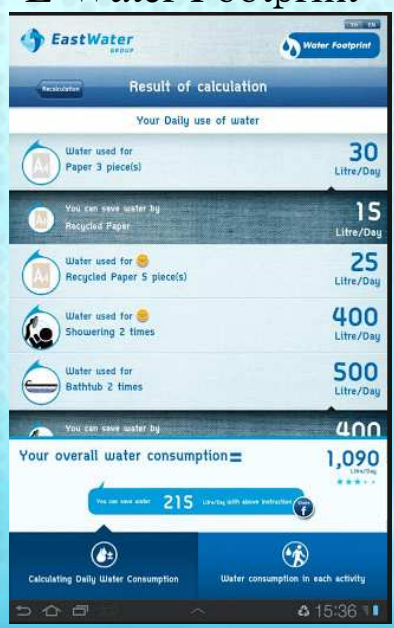 E-Water Footprint
EastWater
GROUP
TH EN
Water Footprint
Recalculation
Result of calculation
Your Daily use of water
Water used for
Paper 3 piece(s)
30
Litre/Day
You can save water by
Recycled Paper
15
Litre/Day
Water used for
Recycled Paper 5 piece(s)
25
Litre/Day
Water used for
Showering 2 times
400
Litre/Day
Water used for
Bathtub 2 times
500
Litre/Day
You can save water by
400
Your overall water consumption=
1,090
Litre/Day
You can save water 215 Litre/Day with above instruction
Share
f
Calculating Daily Water Consumption
Water consumption in each activity
15:36